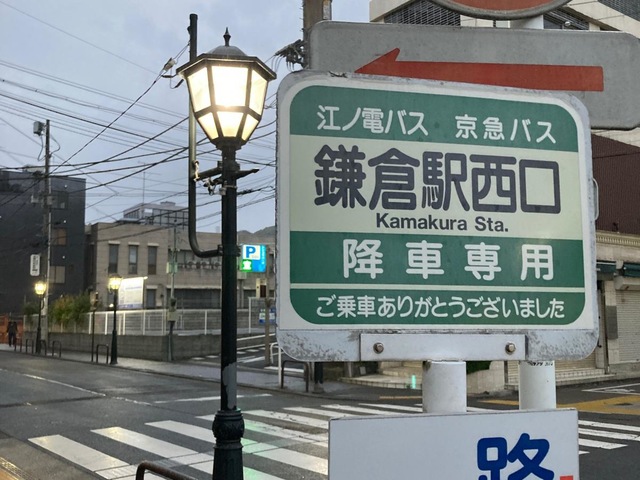 江ノ電バス 京急バス
鎌倉駅西口
Kamakura Sta.
降車専用
ご乗車ありがとうございました
P
路